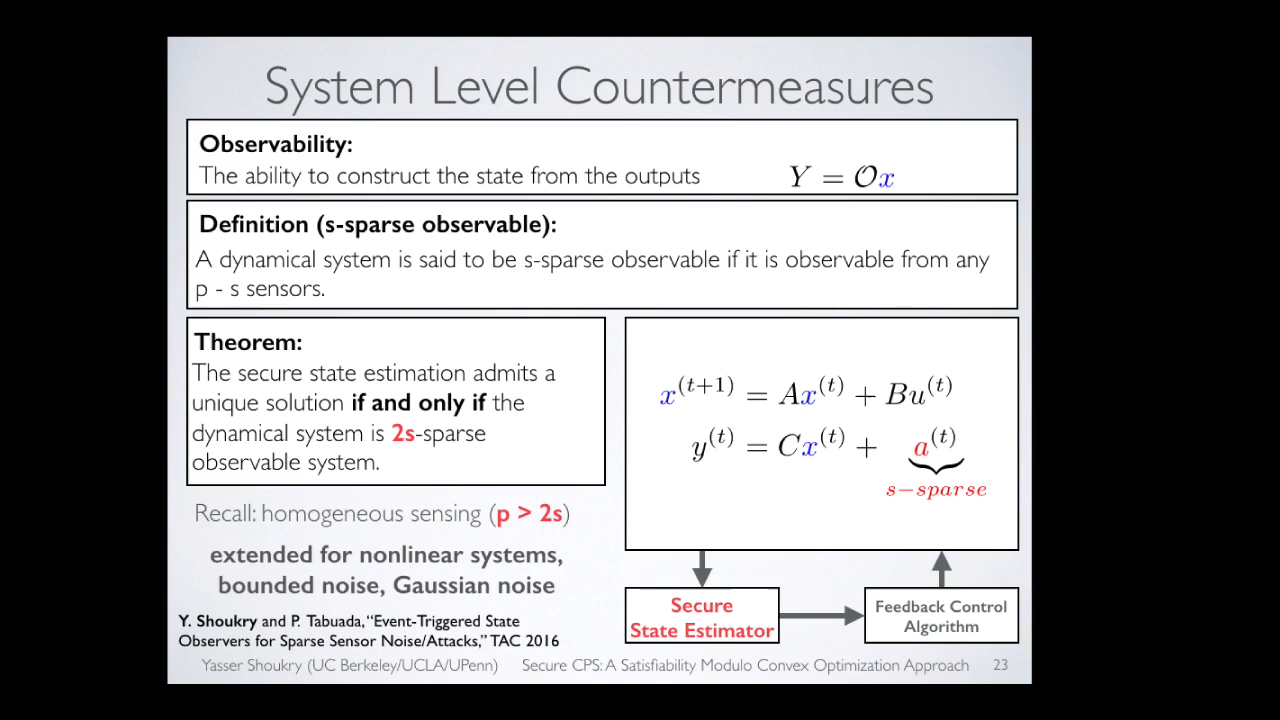 System Level Countermeasures
Observability:
The ability to construct the state from the outputs
Y = 𝒪x
Definition (s-sparse observable):
A dynamical system is said to be s-sparse observable if it is observable from any
p - s sensors.
Theorem:
The secure state estimation admits a
unique solution if and only if the
dynamical system is 2s-sparse
observable system.
Recall: homogeneous sensing (p > 2s)
extended for nonlinear systems,
bounded noise, Gaussian noise
Y. Shoukry and P. Tabuada, “Event-Triggered State
Observers for Sparse Sensor Noise/Attacks,” TAC 2016
x^(t+1) = Ax^(t) + Bu^(t)
y^(t) = Cx^(t) + a^(t)
s−sparse
Secure
State Estimator
Feedback Control
Algorithm
Yasser Shoukry (UC Berkeley/UCLA/UPenn) Secure CPS: A Satisfiability Modulo Convex Optimization Approach 23